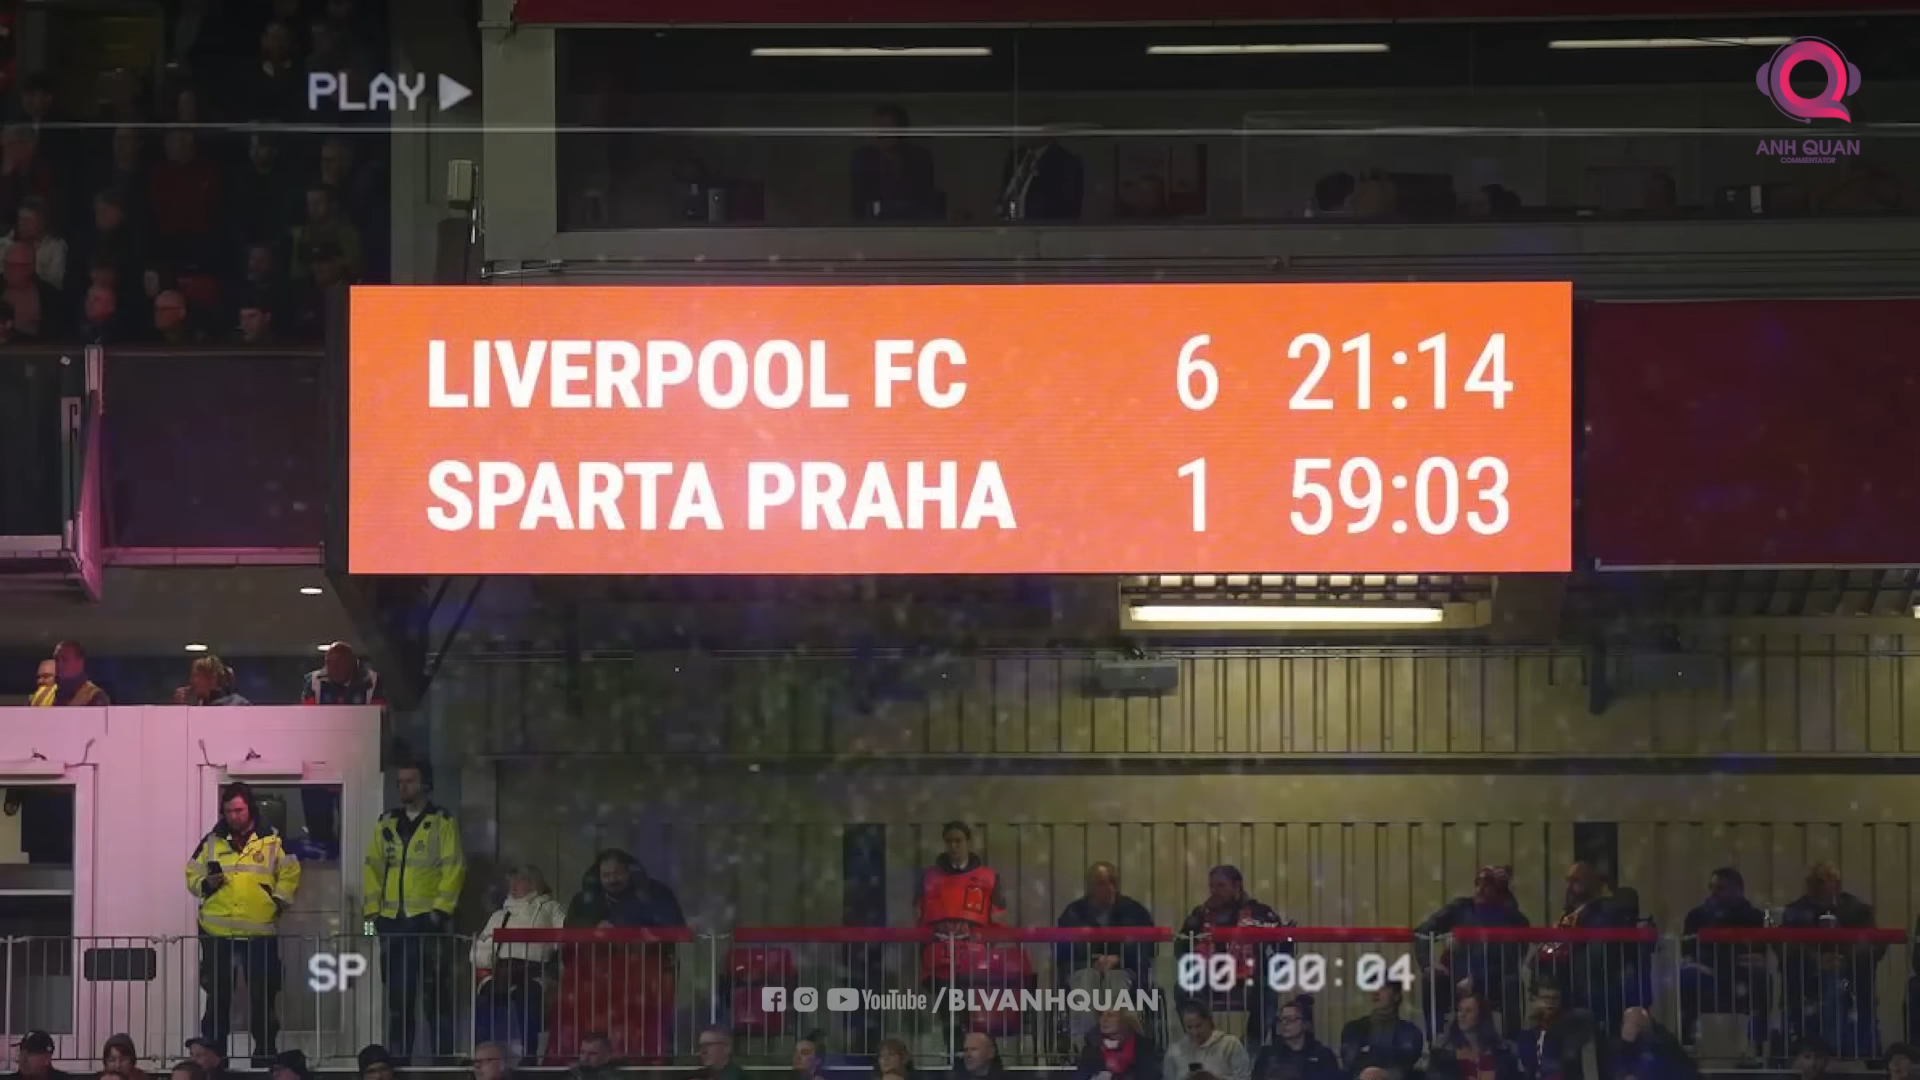 PLAY
ANH QUAN
COMMENTATOR
LIVERPOOL FC 6 21:14
SPARTA PRAHA 1 59:03
SP
00:00:04
YouTube /BLVANHQUAN